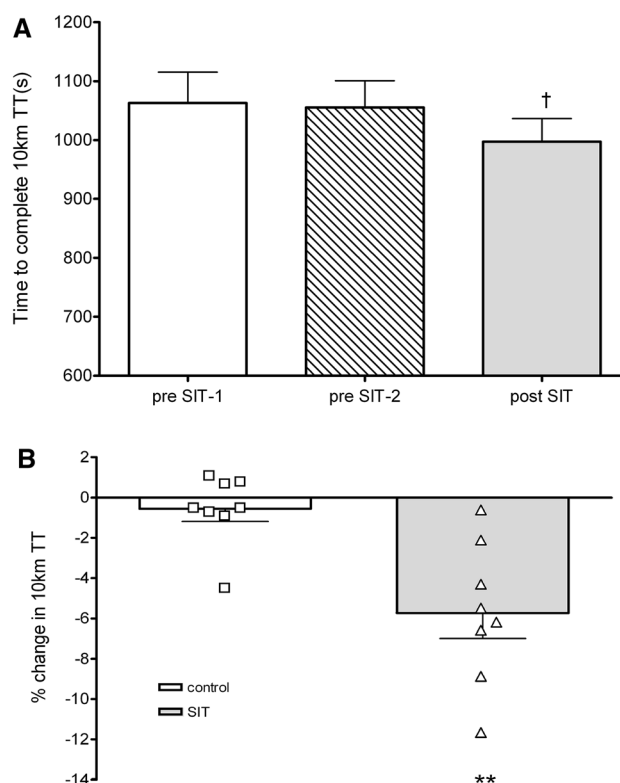 A
Time to complete 10km TT(s)
1200
1100
1000
900
800
700
600
†
pre SIT-1 pre SIT-2 post SIT
B
% change in 10km TT
2
0
-2
-4
-6
-8
-10
-12
-14
control
SIT
**